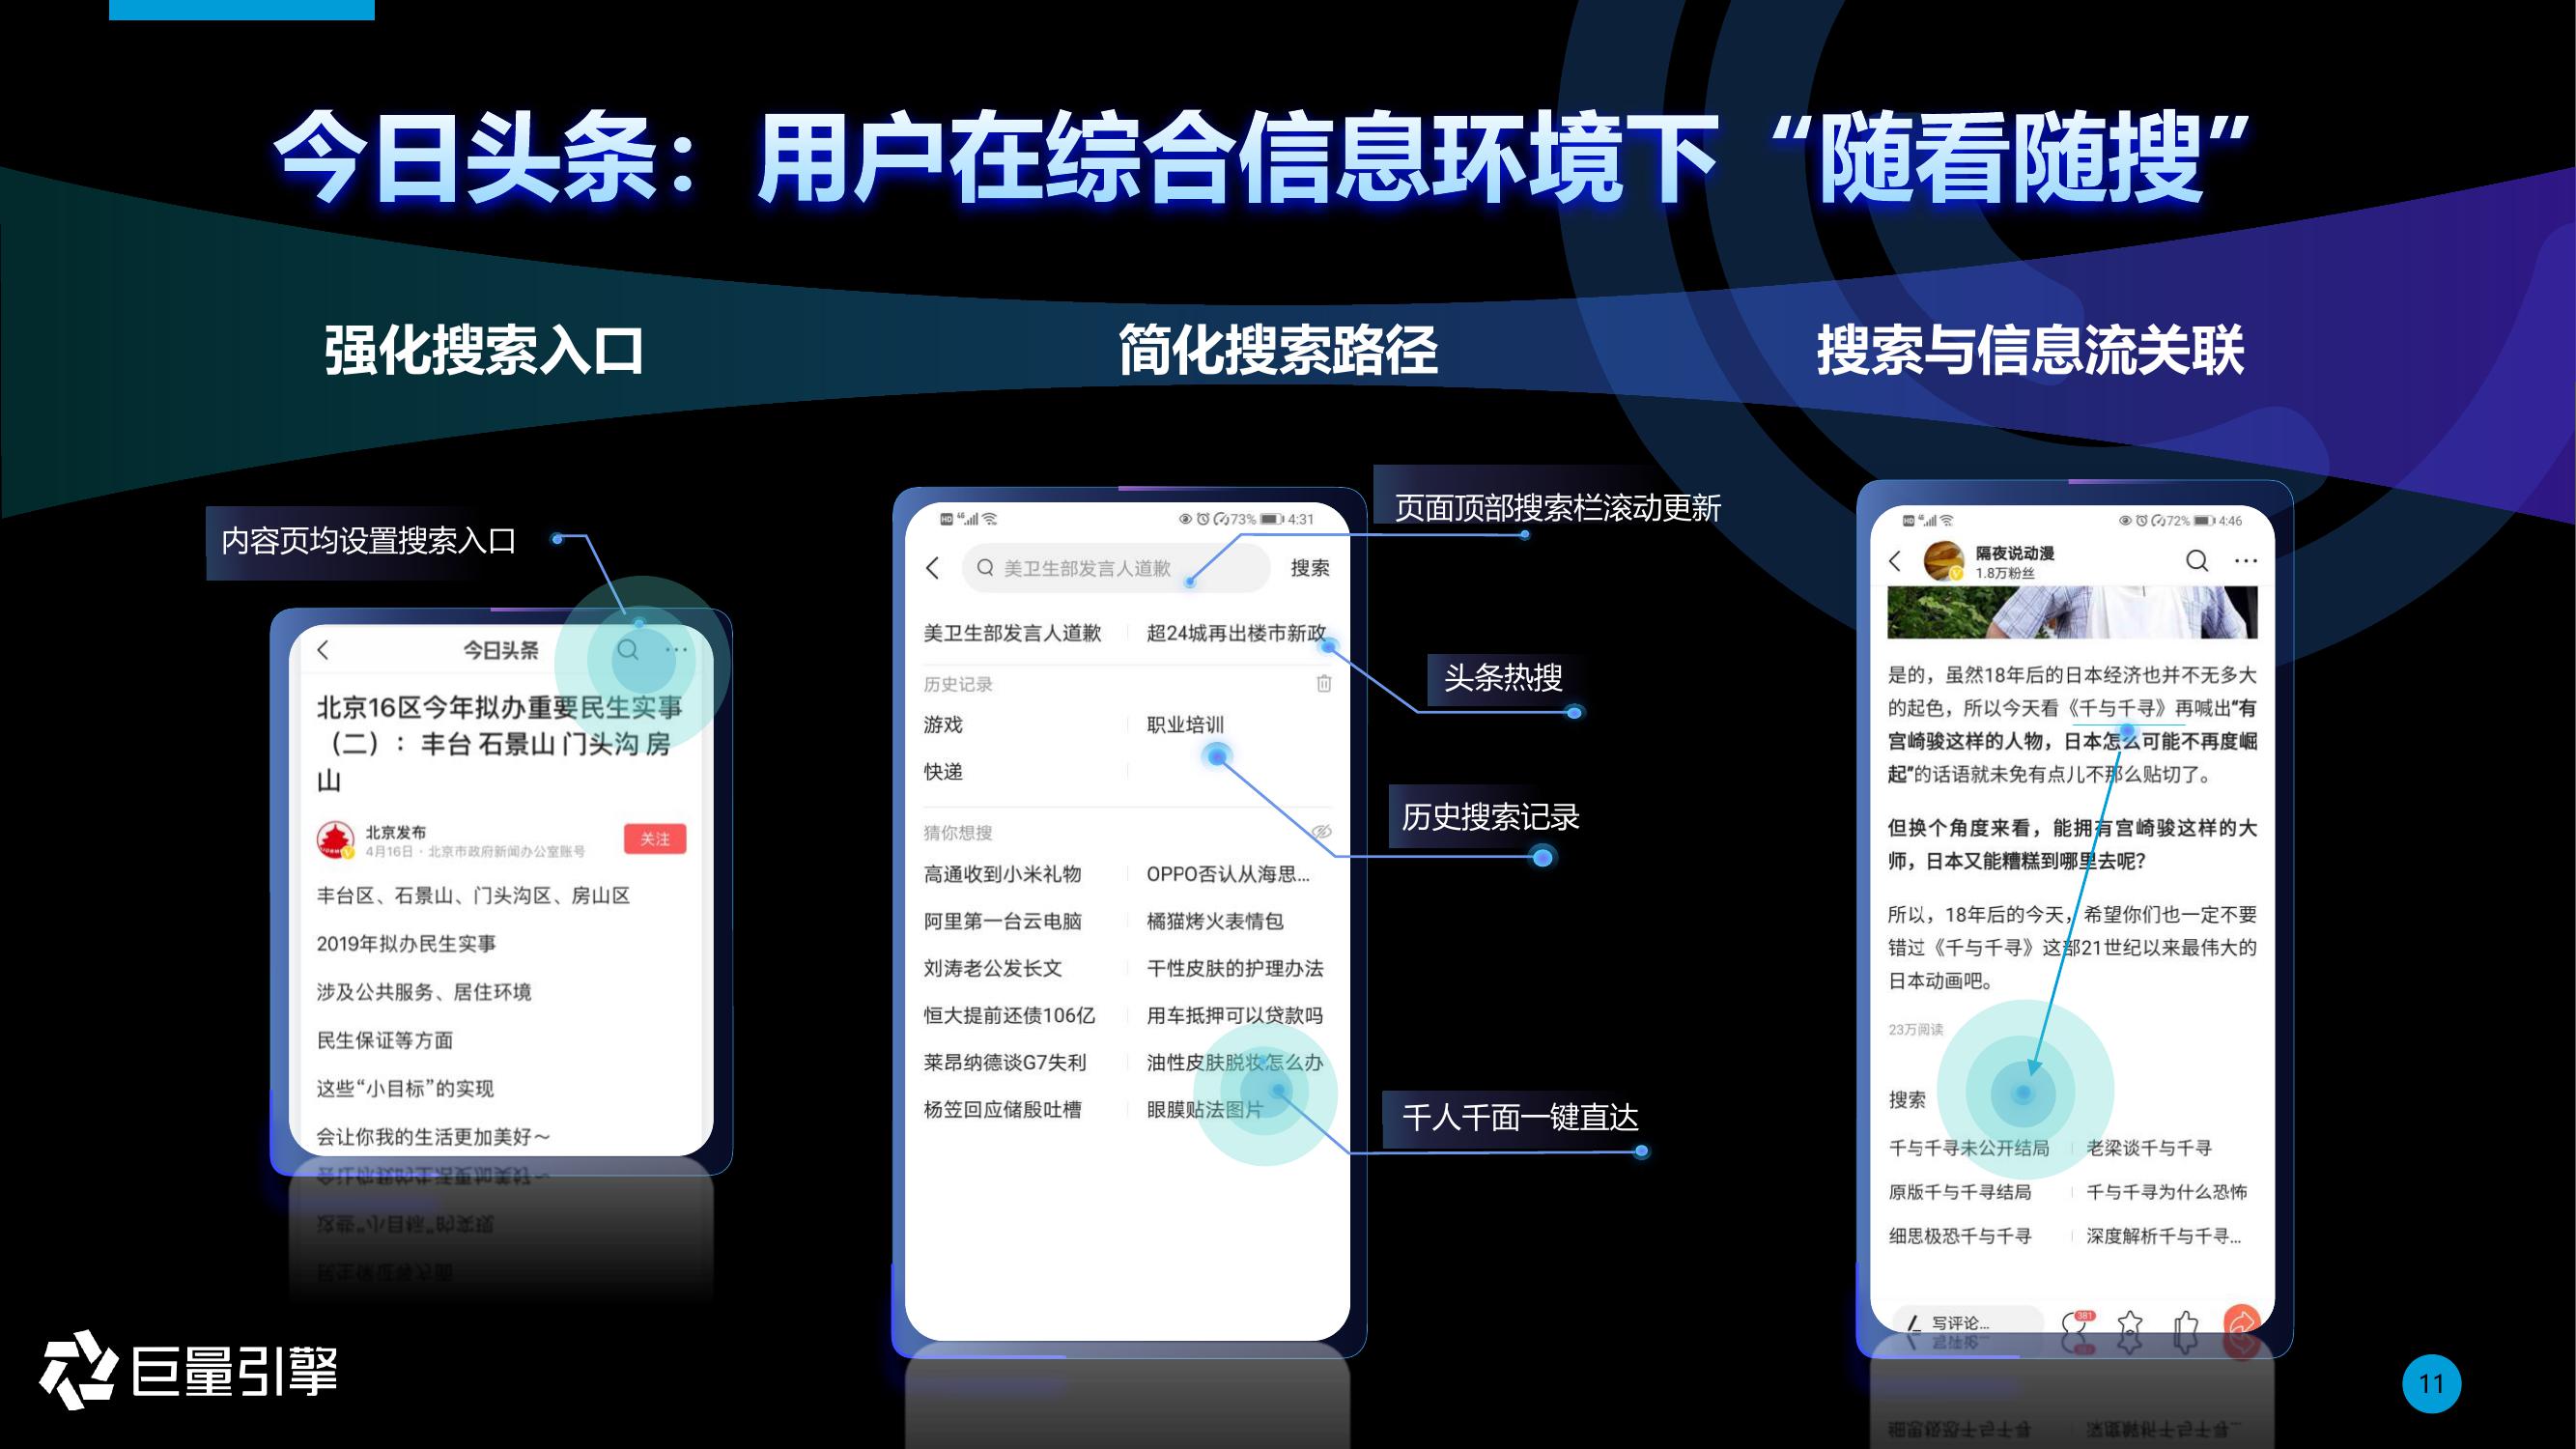 今日头条：用户在综合信息环境下“随看随搜”
强化搜索入口
简化搜索路径
搜索与信息流关联
内容页均设置搜索入口
今日头条
北京16区今年拟办重要民生实事
（二）：丰台 石景山 门头沟 房
山
北京发布
4月16日 · 北京市政府新闻办公室账号
关注
丰台区、石景山、门头沟区、房山区
2019年拟办民生实事
涉及公共服务、居住环境
民生保证等方面
这些“小目标”的实现
会让你我的生活更加美好～
HD 73% 4:31
美卫生部发言人道歉 搜索
美卫生部发言人道歉 超24城再出楼市新政
历史记录
游戏 职业培训
快递
猜你想搜
高通收到小米礼物 OPPO否认从海思...
阿里第一台云电脑 橘猫烤火表情包
刘涛老公发长文 干性皮肤的护理办法
恒大提前还债106亿 用车抵押可以贷款吗
莱昂纳德谈G7失利 油性皮肤脱妆怎么办
杨笠回应储殷吐槽 眼膜贴法图片
页面顶部搜索栏滚动更新
头条热搜
历史搜索记录
千人千面一键直达
HD 72% 4:46
隔夜说动漫
1.8万粉丝
是的，虽然18年后的日本经济也并不无多大
的起色，所以今天看《千与千寻》再喊出“有
宫崎骏这样的人物，日本怎么可能不再度崛
起”的话语就未免有点儿不那么贴切了。
但换个角度来看，能拥有宫崎骏这样的大
师，日本又能糟糕到哪里去呢？
所以，18年后的今天，希望你们也一定不要
错过《千与千寻》这部21世纪以来最伟大的
日本动画吧。
23万阅读
搜索
千与千寻未公开结局 老梁谈千与千寻
原版千与千寻结局 千与千寻为什么恐怖
细思极恐千与千寻 深度解析千与千寻...
写评论... 381
巨量引擎
11